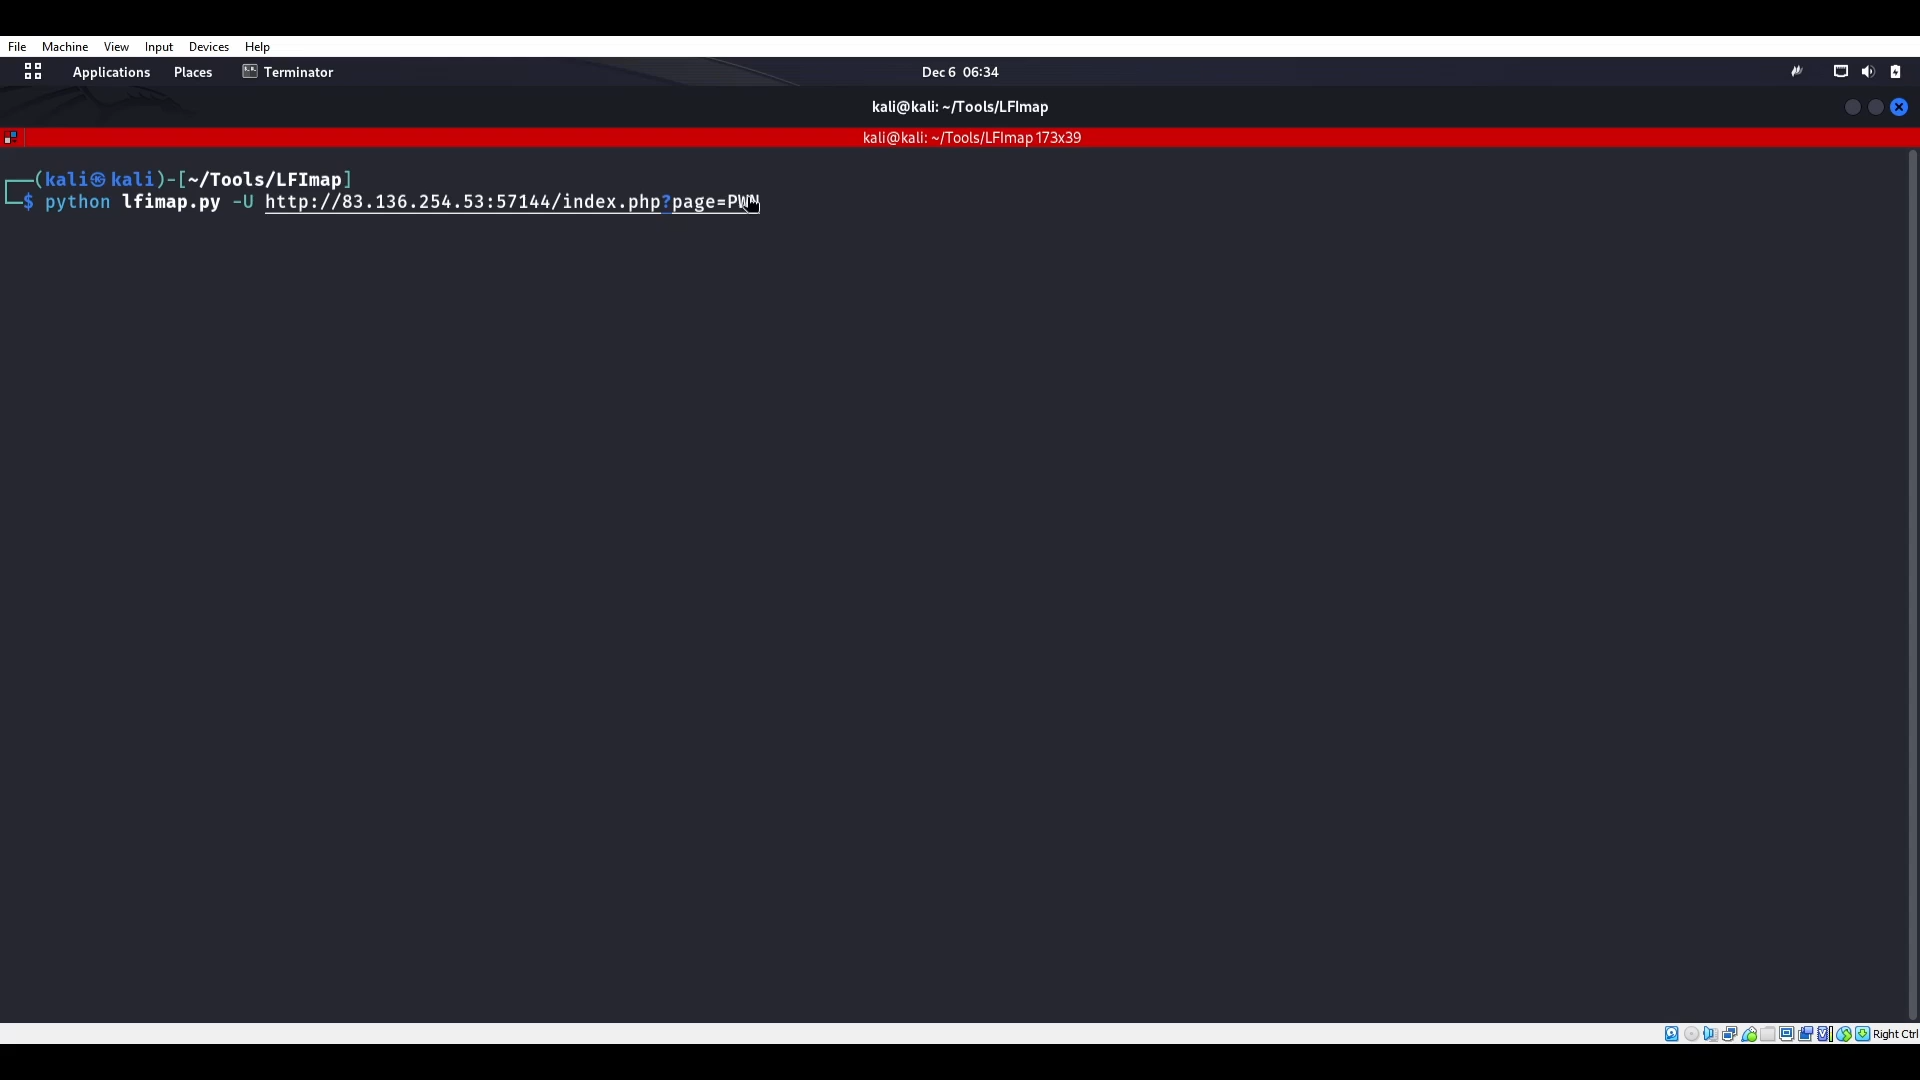 File Machine View Input Devices Help
Applications Places Terminator Dec 6 06:34
kali@kali: ~/Tools/LFImap
kali@kali: ~/Tools/LFImap 173x39
┌──(kali㉿kali)-[~/Tools/LFImap]
└─$ python lfimap.py -U http://83.136.254.53:57144/index.php?page=PWN
Right Ctrl